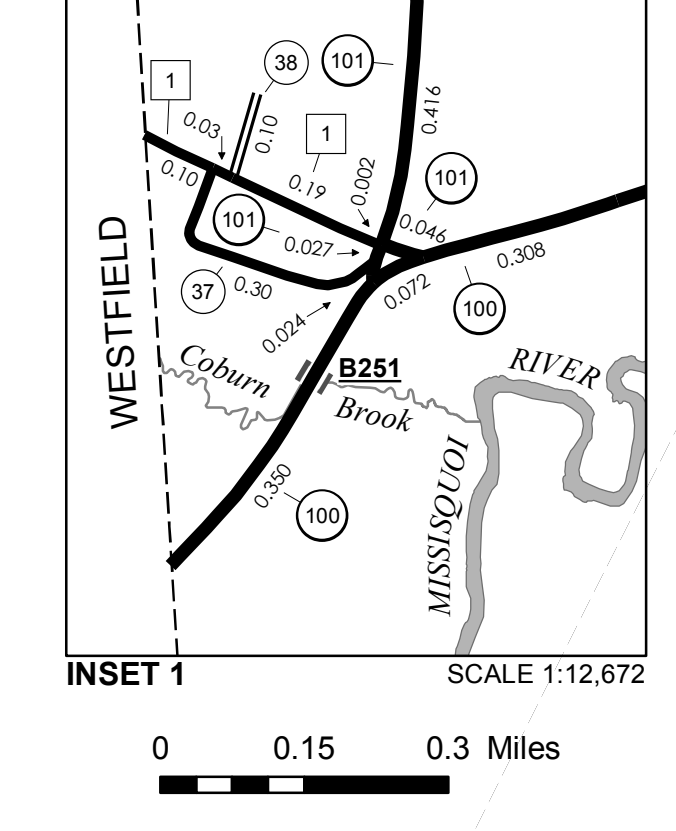 38
101
1
0.416
0.03
0.10
1
0.10
0.19
0.002
101
101
0.046
0.027
0.308
37
0.30
0.072
100
0.024
WESTFIELD
Coburn
B251
RIVER
Brook
MISSISQUOI
0.350
100
INSET 1
SCALE 1:12,672
0 0.15 0.3 Miles